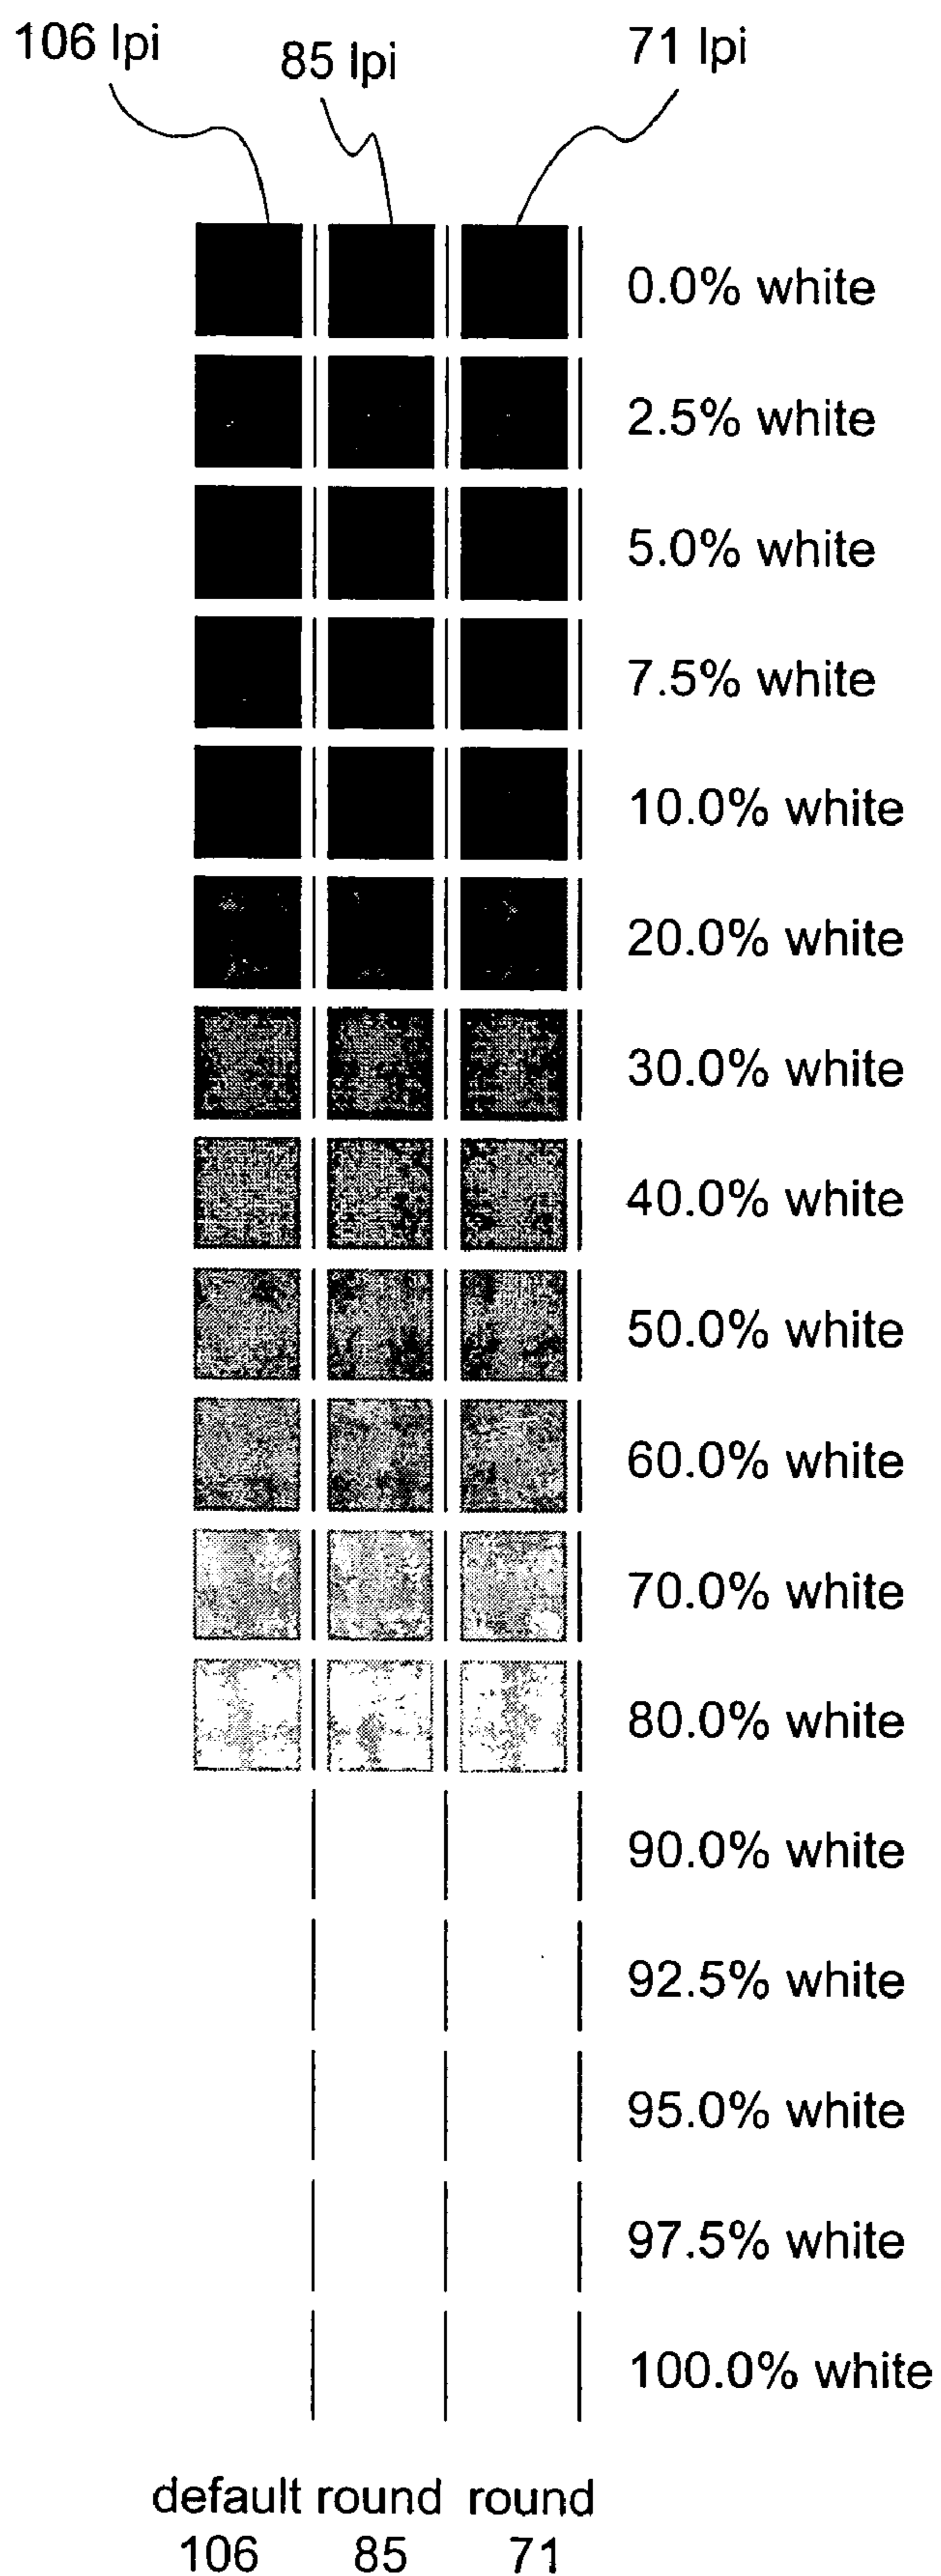 106 lpi
85 lpi
71 lpi
0.0% white
2.5% white
5.0% white
7.5% white
10.0% white
20.0% white
30.0% white
40.0% white
50.0% white
60.0% white
70.0% white
80.0% white
90.0% white
92.5% white
95.0% white
97.5% white
100.0% white
default round round
106 85 71